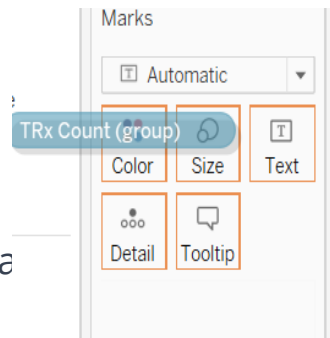 Marks
Automatic
TRx Count (group)
Color Size Text
Detail Tooltip